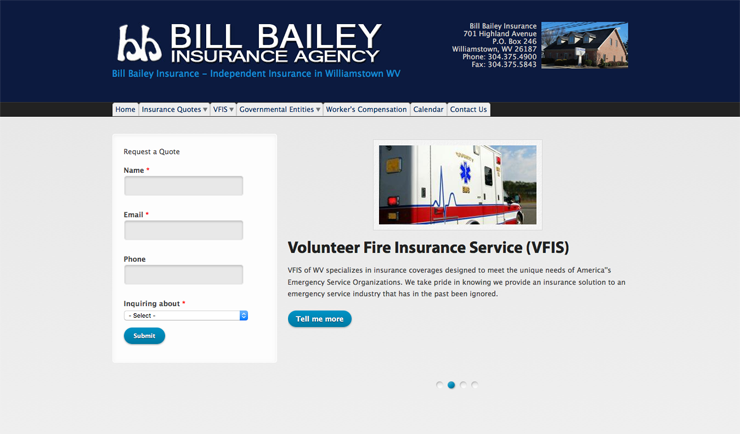 bb BILL BAILEY
INSURANCE AGENCY
Bill Bailey Insurance – Independent Insurance in Williamstown WV
Bill Bailey Insurance
701 Highland Avenue
P.O. Box 246
Williamstown, WV 26187
Phone: 304.375.4900
Fax: 304.375.5843
Home Insurance Quotes VFIS Governmental Entities Worker's Compensation Calendar Contact Us
Request a Quote
Name *
Email *
Phone
Inquiring about *
- Select -
Submit
Volunteer Fire Insurance Service (VFIS)
VFIS of WV specializes in insurance coverages designed to meet the unique needs of America"s
Emergency Service Organizations. We take pride in knowing we provide an insurance solution to an
emergency service industry that has in the past been ignored.
Tell me more